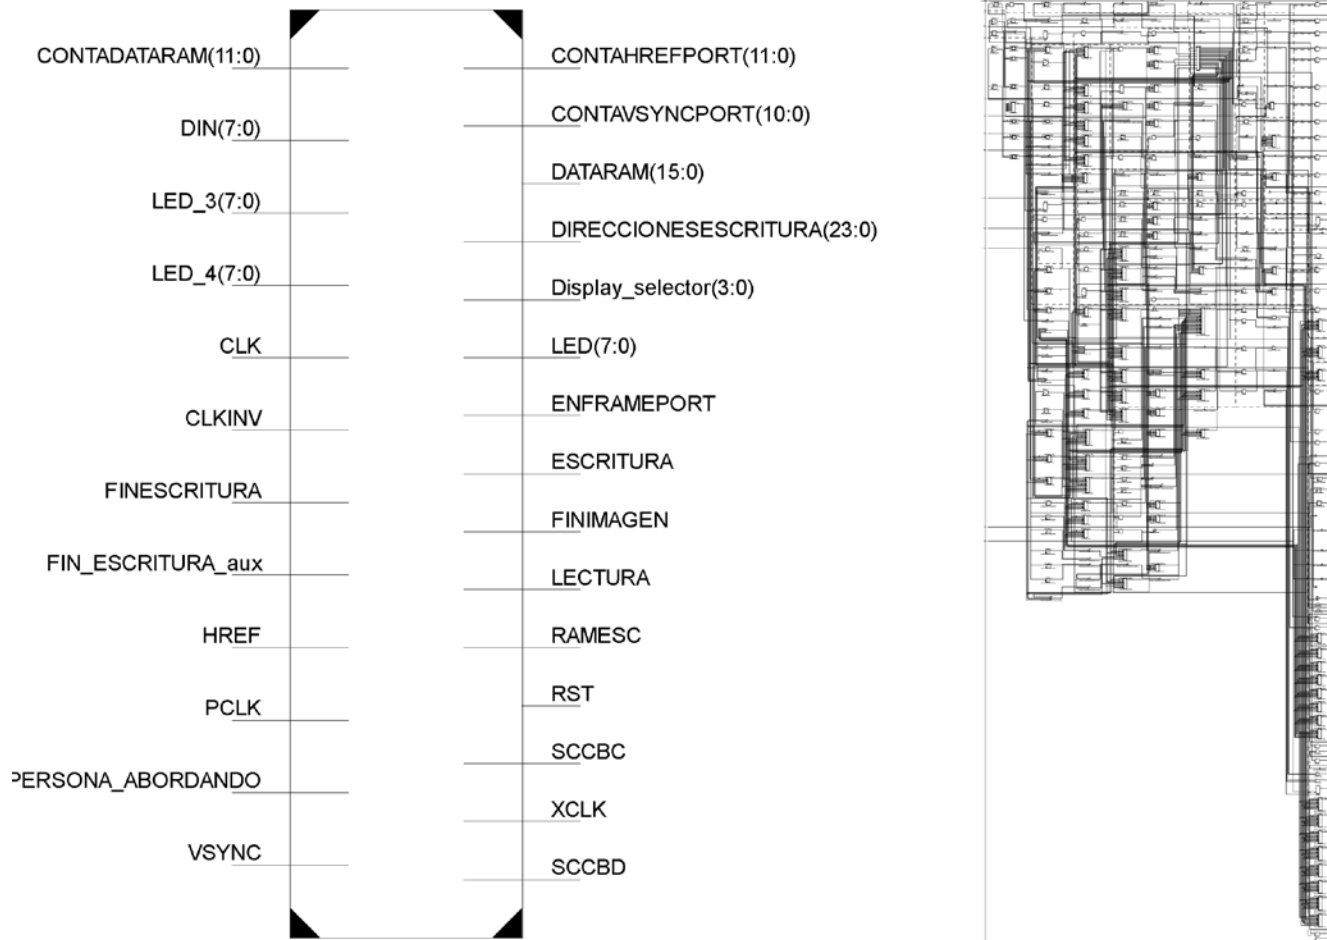 CONTADATARAM(11:0)
DIN(7:0)
LED_3(7:0)
LED_4(7:0)
CLK
CLKINV
FINESCRITURA
FIN_ESCRITURA_aux
HREF
PCLK
PERSONA_ABORDANDO
VSYNC
CONTAHREFPORT(11:0)
CONTAVSYNCPORT(10:0)
DATARAM(15:0)
DIRECCIONESESCRITURA(23:0)
Display_selector(3:0)
LED(7:0)
ENFRAMEPORT
ESCRITURA
FINIMAGEN
LECTURA
RAMESC
RST
SCCBC
XCLK
SCCBD